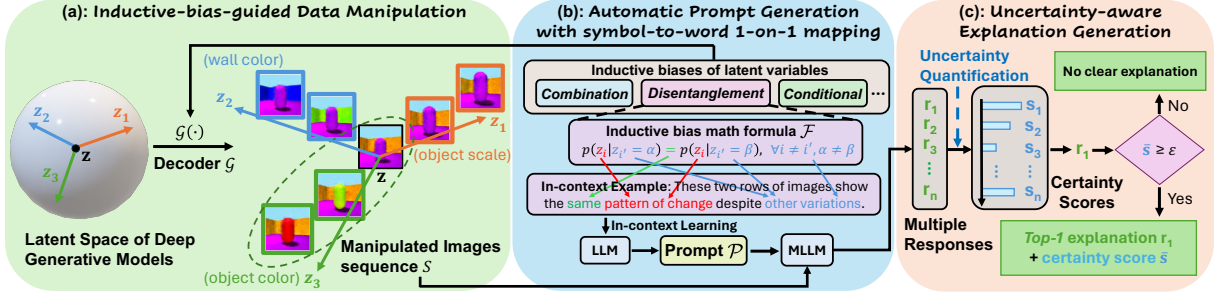 (a): Inductive-bias-guided Data Manipulation
(wall color)
z₂
z₁
z₂
z
z₃
𝒢(·)
Decoder 𝒢
z₁
(object scale)
z
Latent Space of Deep
Generative Models
Manipulated Images
sequence S
(object color) z₃
(b): Automatic Prompt Generation
with symbol-to-word 1-on-1 mapping
Inductive biases of latent variables
Combination
Disentanglement
Conditional
...
Inductive bias math formula ℱ
p(zᵢ|zᵢ′ = α) = p(zᵢ|zᵢ′ = β), ∀i ≠ i′, α ≠ β
In-context Example: These two rows of images show
the same pattern of change despite other variations.
In-context Learning
LLM
Prompt 𝒫
MLLM
(c): Uncertainty-aware
Explanation Generation
Uncertainty
Quantification
No clear explanation
No
r₁
r₂
r₃
⋮
rₙ
s₁
s₂
s₃
⋮
sₙ
r₁
s̄ ≥ ε
Certainty
Scores
Yes
Multiple
Responses
Top-1 explanation r₁
+ certainty score s̄